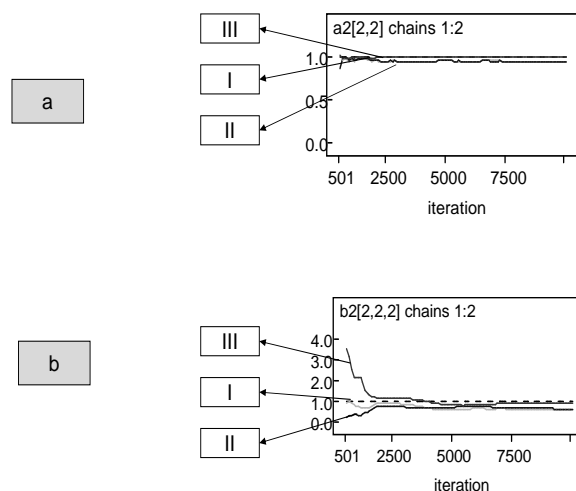 III
a2[2,2] chains 1:2
I
a
II
1.0
0.5
0.0
501 2500 5000 7500
iteration
b2[2,2,2] chains 1:2
III
b
I
II
4.0
3.0
2.0
1.0
0.0
501 2500 5000 7500
iteration